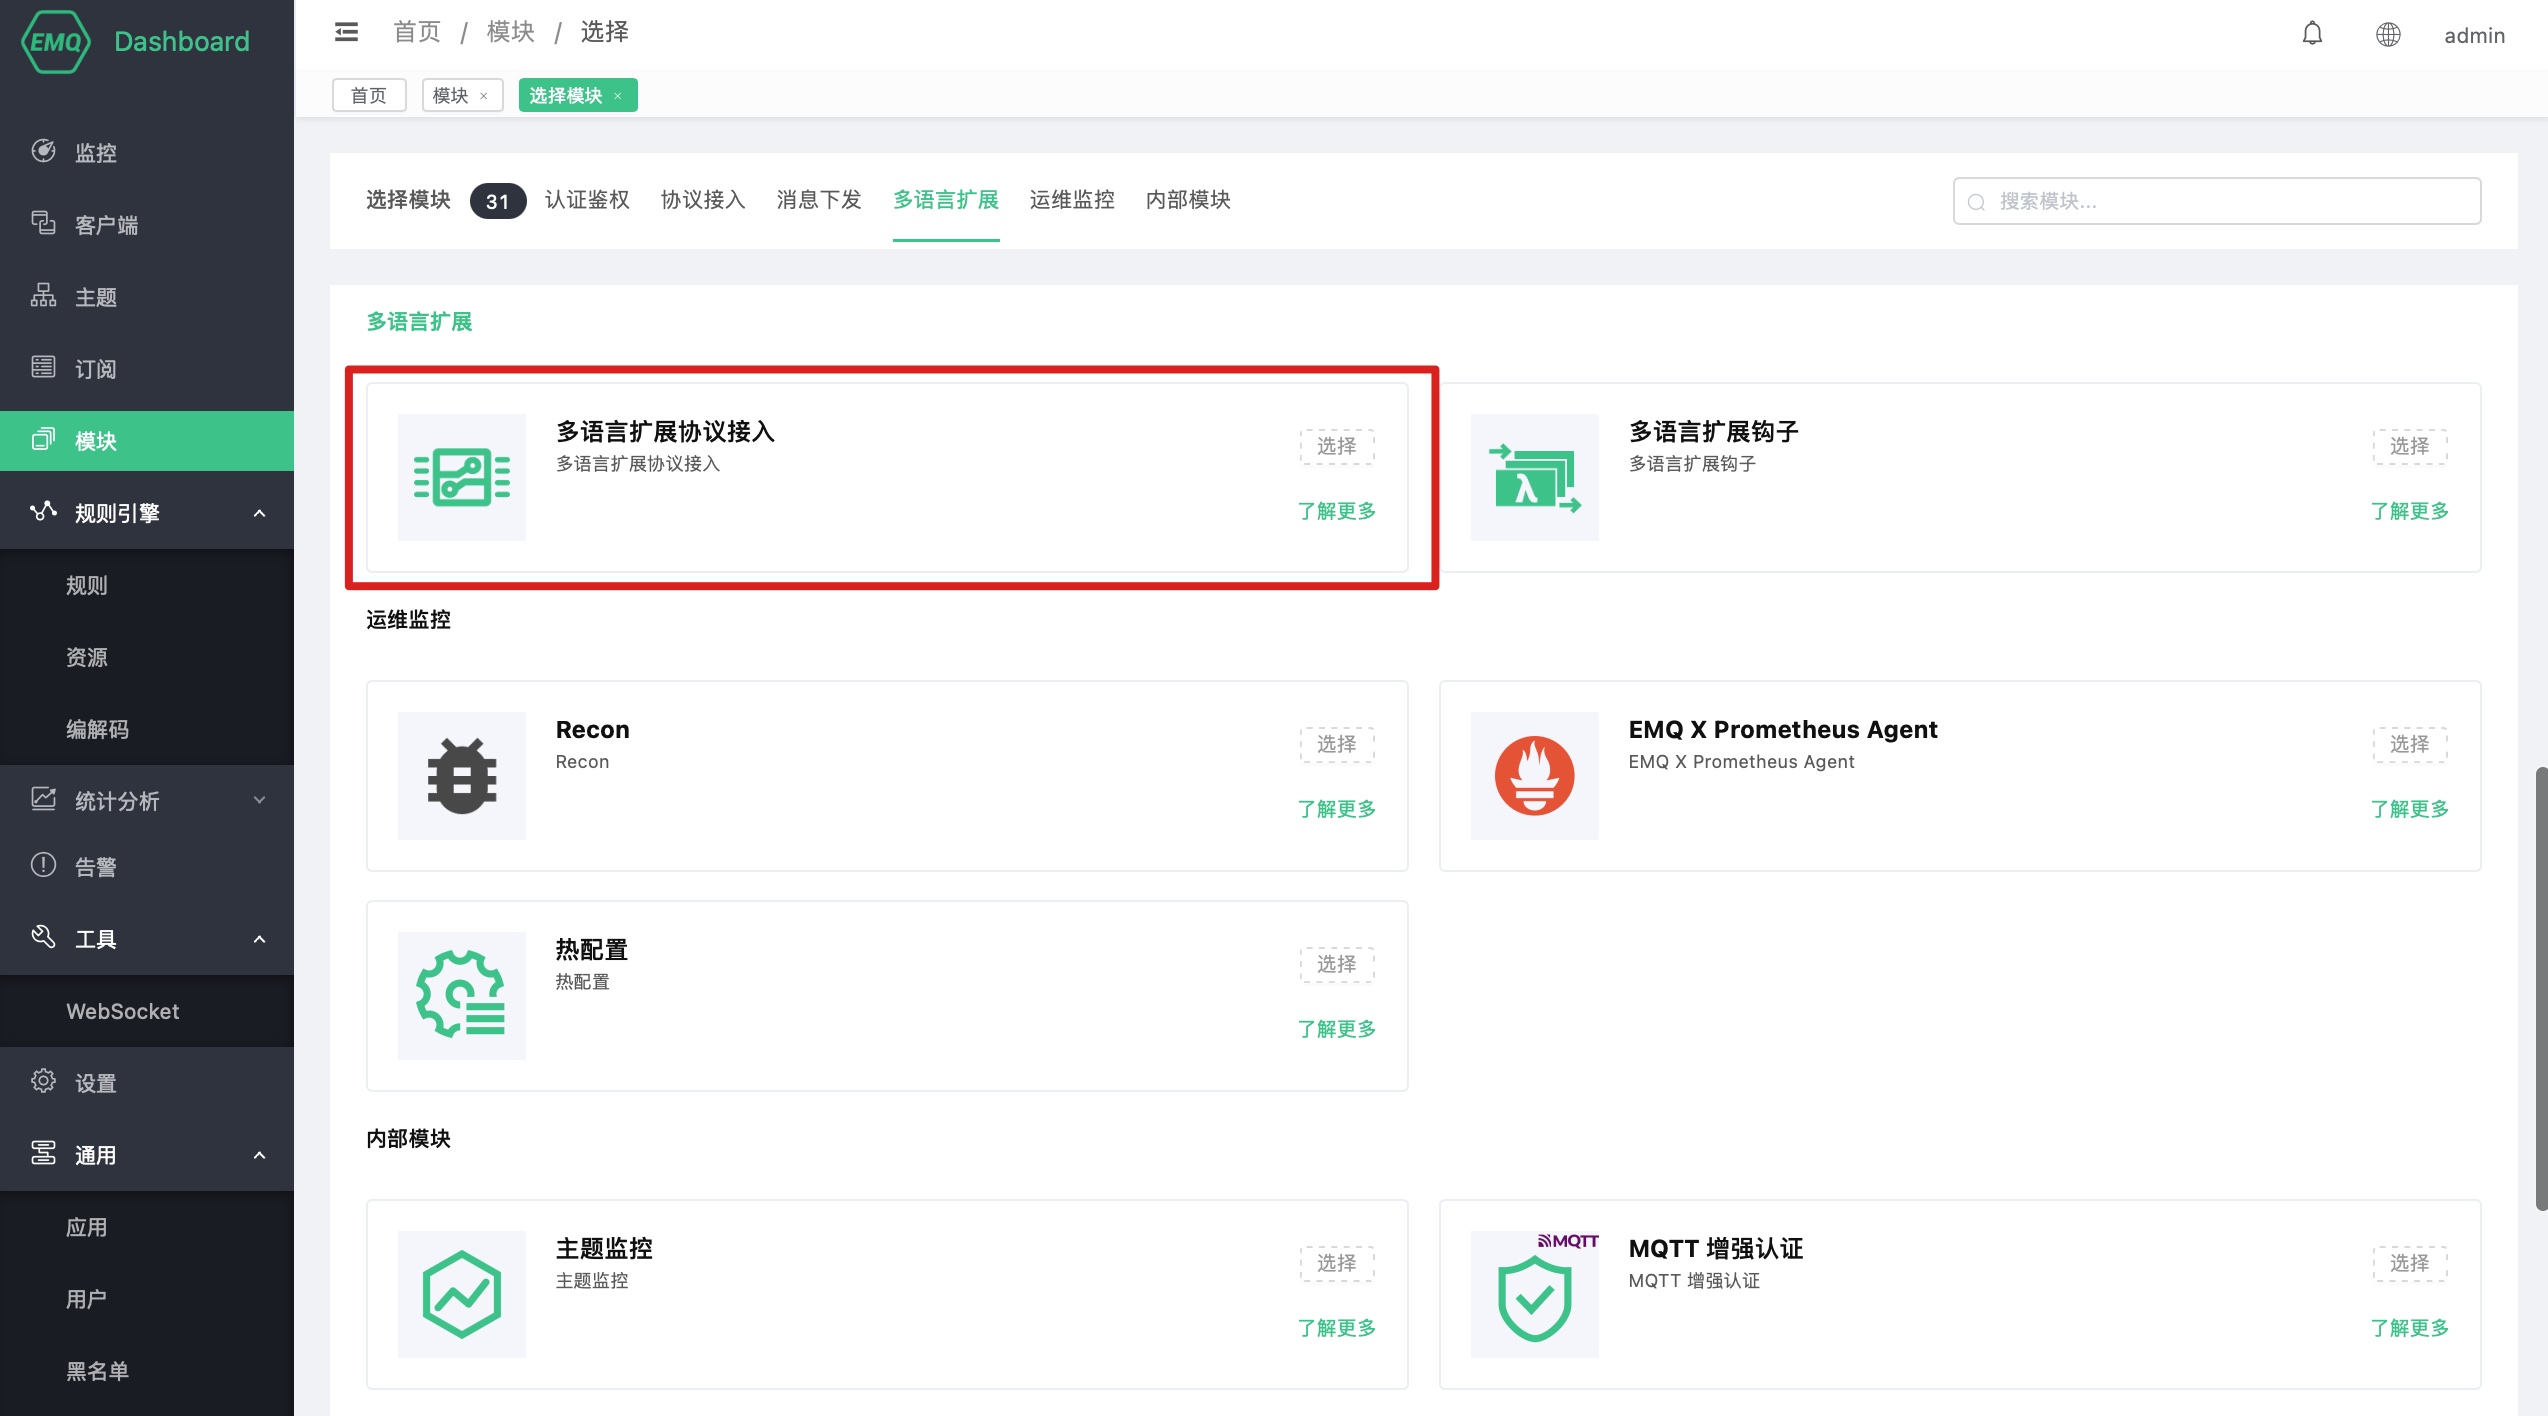 EMQ Dashboard
首页 / 模块 / 选择
admin
首页
模块 ×
选择模块 ×
监控
客户端
主题
订阅
模块
规则引擎
规则
资源
编解码
统计分析
告警
工具
WebSocket
设置
通用
应用
用户
黑名单
选择模块 31 认证鉴权 协议接入 消息下发 多语言扩展 运维监控 内部模块
搜索模块...
多语言扩展
多语言扩展协议接入
多语言扩展协议接入
选择
了解更多
多语言扩展钩子
多语言扩展钩子
选择
了解更多
λ
运维监控
Recon
Recon
选择
了解更多
EMQ X Prometheus Agent
EMQ X Prometheus Agent
选择
了解更多
热配置
热配置
选择
了解更多
内部模块
主题监控
主题监控
选择
了解更多
MQTT
MQTT 增强认证
MQTT 增强认证
选择
了解更多